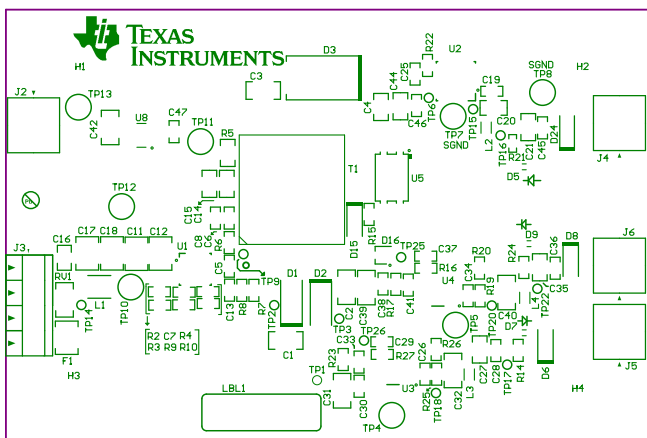 TEXAS
INSTRUMENTS
H1
D3
R22
U2
SGND
TP8
H2
C3
C25
C44
C19
J2
TP13
C42
U8
C47
TP11
R5
C4
C46
TP6
TP7
SGND
TP15
C20
L2
TP16
R21
C21
C45
D24
J4
T1
U5
D5
TP12
C15
C14
C8
C6
R6
C5
D15
R15
D16
TP25
C37
R16
R20
C34
R24
D9
C36
D8
J6
J3
C16
C17
C18
C11
C12
U1
RV1
L1
TP10
TP14
F1
H3
R2 C7 R4
R3 R9 R10
C13
R8
R7
TP9
TP2
D1
D2
C2
C39
C38
R17
C41
U4
R19
TP5
TP20
C40
L4
TP22
C35
D7
D6
J5
TP3
TP26
C33
C29
R27
C1
R23
TP1
C31
C30
U3
C26
R26
R25
TP18
C32
L3
C27
C28
TP17
R14
H4
LBL1
TP4